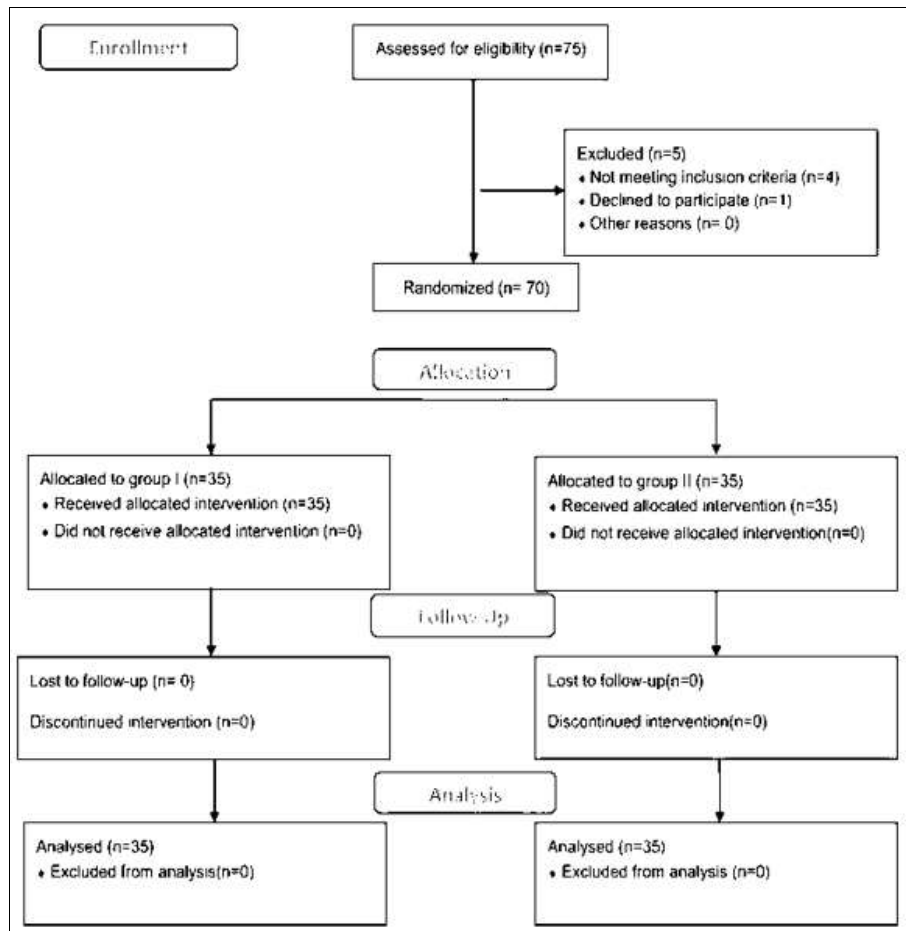 Enrollment
Assessed for eligibility (n=75)
Excluded (n=5)
♦ Not meeting inclusion criteria (n=4)
♦ Declined to participate (n=1)
♦ Other reasons (n= 0)
Randomized (n= 70)
Allocation
Allocated to group I (n=35)
♦ Received allocated intervention (n=35)
♦ Did not receive allocated intervention (n=0)
Allocated to group II (n=35)
♦ Received allocated intervention (n=35)
♦ Did not receive allocated intervention(n=0)
Follow-Up
Lost to follow-up (n= 0)
Discontinued intervention (n=0)
Lost to follow-up(n=0)
Discontinued intervention(n=0)
Analysis
Analysed (n=35)
♦ Excluded from analysis(n=0)
Analysed (n=35)
♦ Excluded from analysis (n=0)